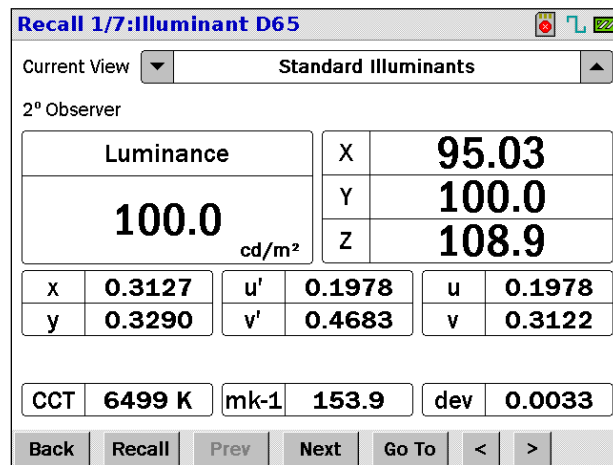 Recall 1/7:Illuminant D65
Current View Standard Illuminants
2º Observer
Luminance
100.0
cd/m²
X 95.03
Y 100.0
Z 108.9
x 0.3127 u' 0.1978 u 0.1978
y 0.3290 v' 0.4683 v 0.3122
CCT 6499 K mk-1 153.9 dev 0.0033
Back Recall Prev Next Go To < >